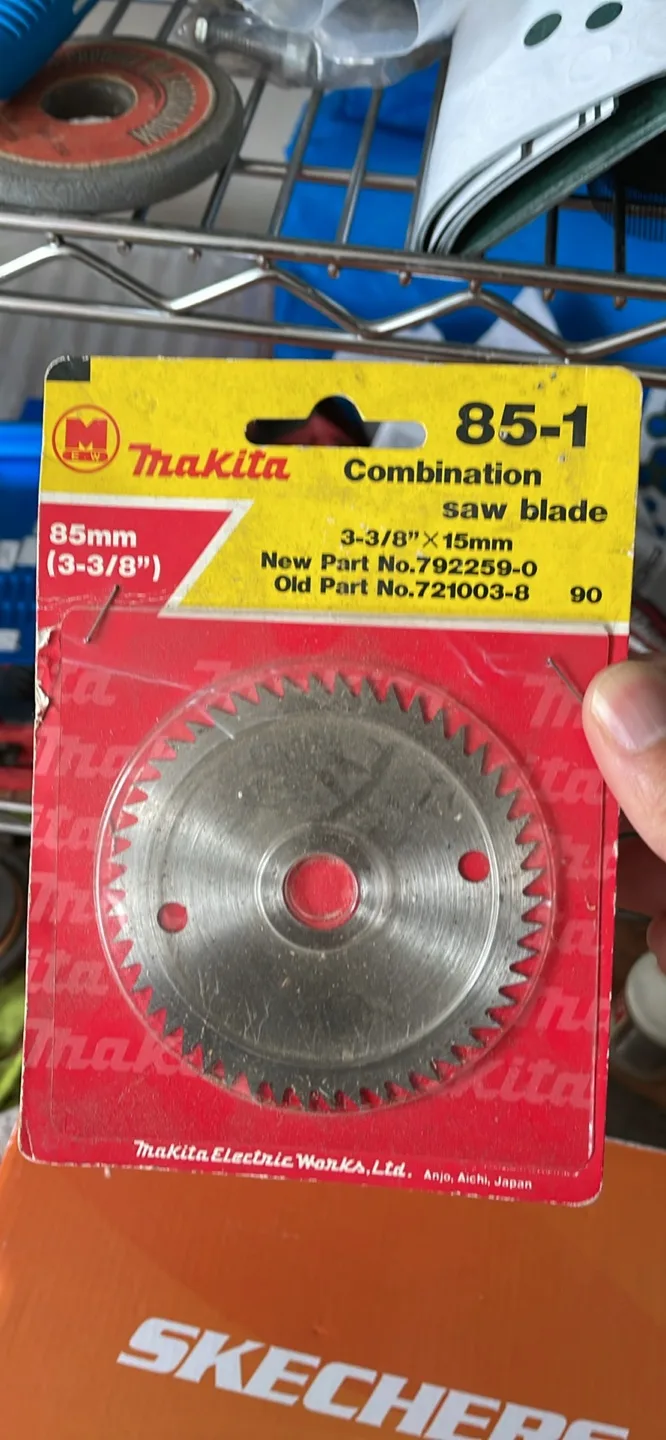 85-1
M
E W
Makita
Combination
saw blade
85mm
(3-3/8")
3-3/8"×15mm
New Part No.792259-0
Old Part No.721003-8 90
Makita Electric Works, Ltd. Anjo, Aichi, Japan
SKECHERS